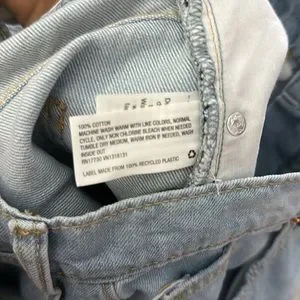 100% COTTON
MACHINE WASH WARM WITH LIKE COLORS, NORMAL
CYCLE, ONLY NON CHLORINE BLEACH WHEN NEEDED
TUMBLE DRY MEDIUM, WARM IRON IF NEEDED, WASH
INSIDE OUT
LABEL MADE FROM 100% RECYCLED PLASTIC